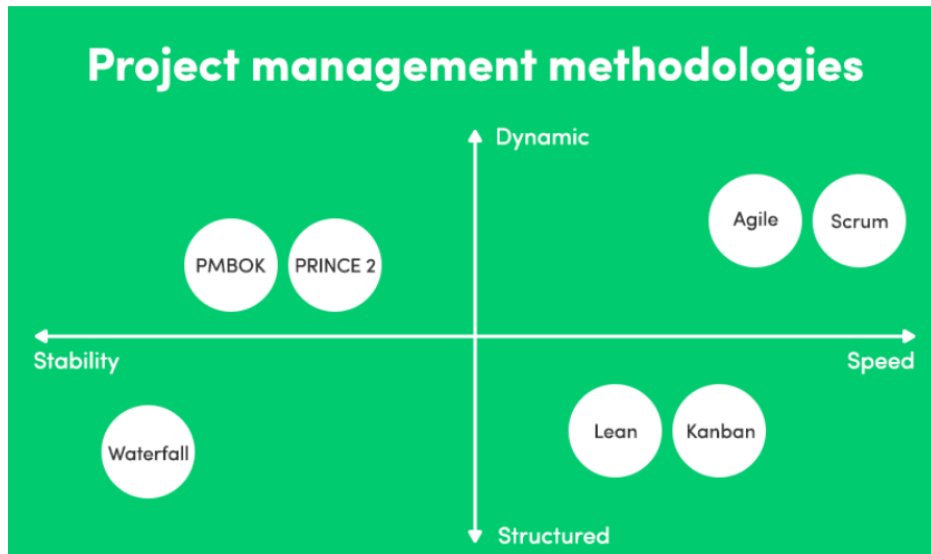 Project management methodologies
Dynamic
Agile
Scrum
PMBOK
PRINCE 2
Stability
Speed
Lean
Kanban
Waterfall
Structured